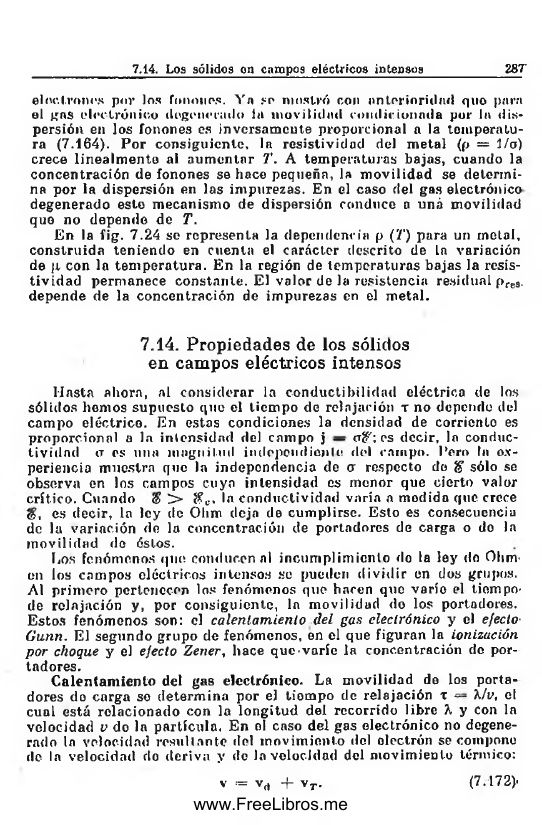 7.14. Los sólidos en campos eléctricos intensos 287
electrones por los fonones. Ya se mostró con anterioridad que para
el gas electrónico degenerado la movilidad condicionada por la dis-
persión en los fonones es inversamente proporcional a la temperatu-
ra (7.164). Por consiguiente, la resistividad del metal (ρ = 1/σ)
crece linealmente al aumentar T. A temperaturas bajas, cuando la
concentración de fonones se hace pequeña, la movilidad se determi-
na por la dispersión en las impurezas. En el caso del gas electrónico
degenerado este mecanismo de dispersión conduce a una movilidad
que no depende de T.
En la fig. 7.24 se representa la dependencia ρ (T) para un metal,
construida teniendo en cuenta el carácter descrito de la variación
de μ con la temperatura. En la región de temperaturas bajas la resis-
tividad permanece constante. El valor de la resistencia residual ρres.
depende de la concentración de impurezas en el metal.
7.14. Propiedades de los sólidos
en campos eléctricos intensos
Hasta ahora, al considerar la conductibilidad eléctrica de los
sólidos hemos supuesto que el tiempo de relajación τ no depende del
campo eléctrico. En estas condiciones la densidad de corriente es
proporcional a la intensidad del campo j = σℰ; es decir, la conduc-
tividad σ es una magnitud independiente del campo. Pero la ex-
periencia muestra que la independencia de σ respecto de ℰ sólo se
observa en los campos cuya intensidad es menor que cierto valor
crítico. Cuando ℰ > ℰc, la conductividad varía a medida que crece
ℰ, es decir, la ley de Ohm deja de cumplirse. Esto es consecuencia
de la variación de la concentración de portadores de carga o de la
movilidad de éstos.
Los fenómenos que conducen al incumplimiento de la ley de Ohm
en los campos eléctricos intensos se pueden dividir en dos grupos.
Al primero pertenecen los fenómenos que hacen que varíe el tiempo
de relajación y, por consiguiente, la movilidad de los portadores.
Estos fenómenos son: el calentamiento del gas electrónico y el efecto
Gunn. El segundo grupo de fenómenos, en el que figuran la ionización
por choque y el efecto Zener, hace que varíe la concentración de por-
tadores.
Calentamiento del gas electrónico. La movilidad de los porta-
dores de carga se determina por el tiempo de relajación τ = λ/v, el
cual está relacionado con la longitud del recorrido libre λ y con la
velocidad v de la partícula. En el caso del gas electrónico no degene-
rado la velocidad resultante del movimiento del electrón se compone
de la velocidad de deriva y de la velocidad del movimiento térmico:
v = vd + vT. (7.172)
www.FreeLibros.me